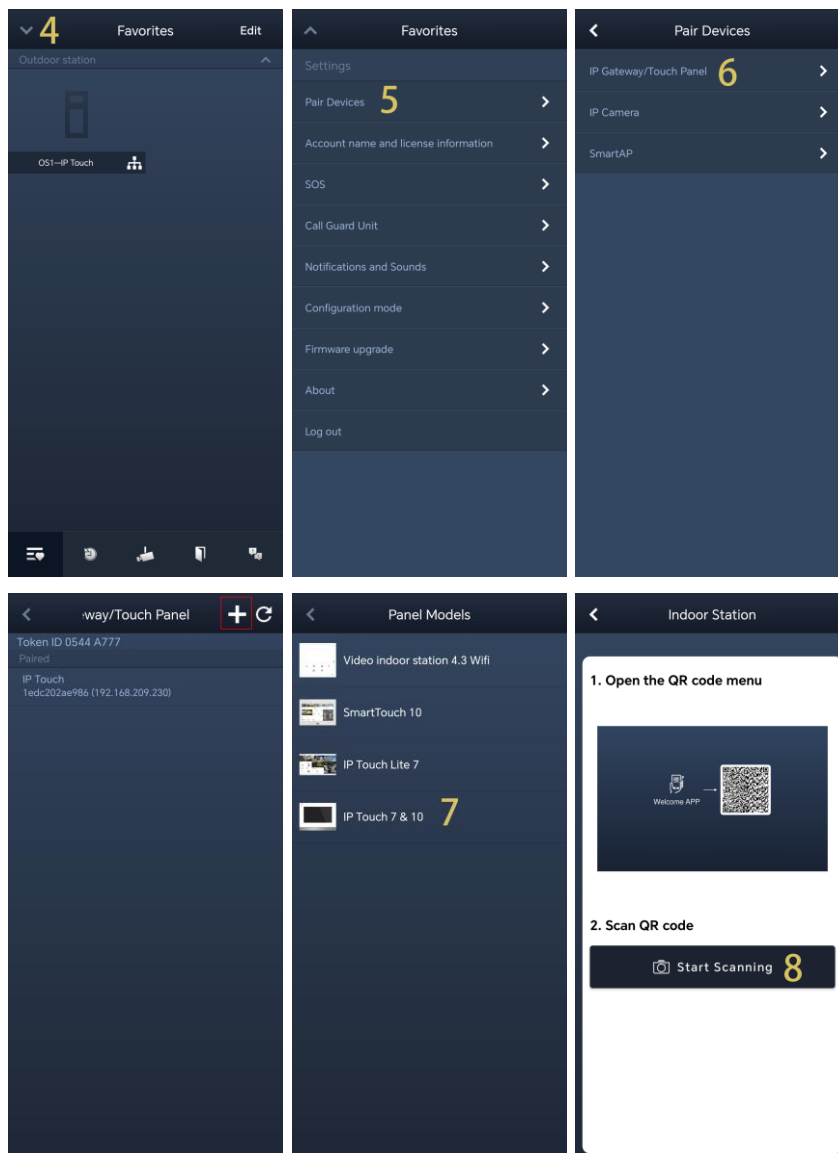 4
Favorites
Edit
Outdoor station
OS1—IP Touch
Favorites
Settings
Pair Devices 5
Account name and license information
SOS
Call Guard Unit
Notifications and Sounds
Configuration mode
Firmware upgrade
About
Log out
Pair Devices
IP Gateway/Touch Panel 6
IP Camera
SmartAP
way/Touch Panel
Token ID 0544 A777
Paired
IP Touch
1edc202ae986 (192.168.209.230)
Panel Models
Video indoor station 4.3 Wifi
SmartTouch 10
IP Touch Lite 7
IP Touch 7 & 10 7
Indoor Station
1. Open the QR code menu
Welcome APP
2. Scan QR code
Start Scanning 8